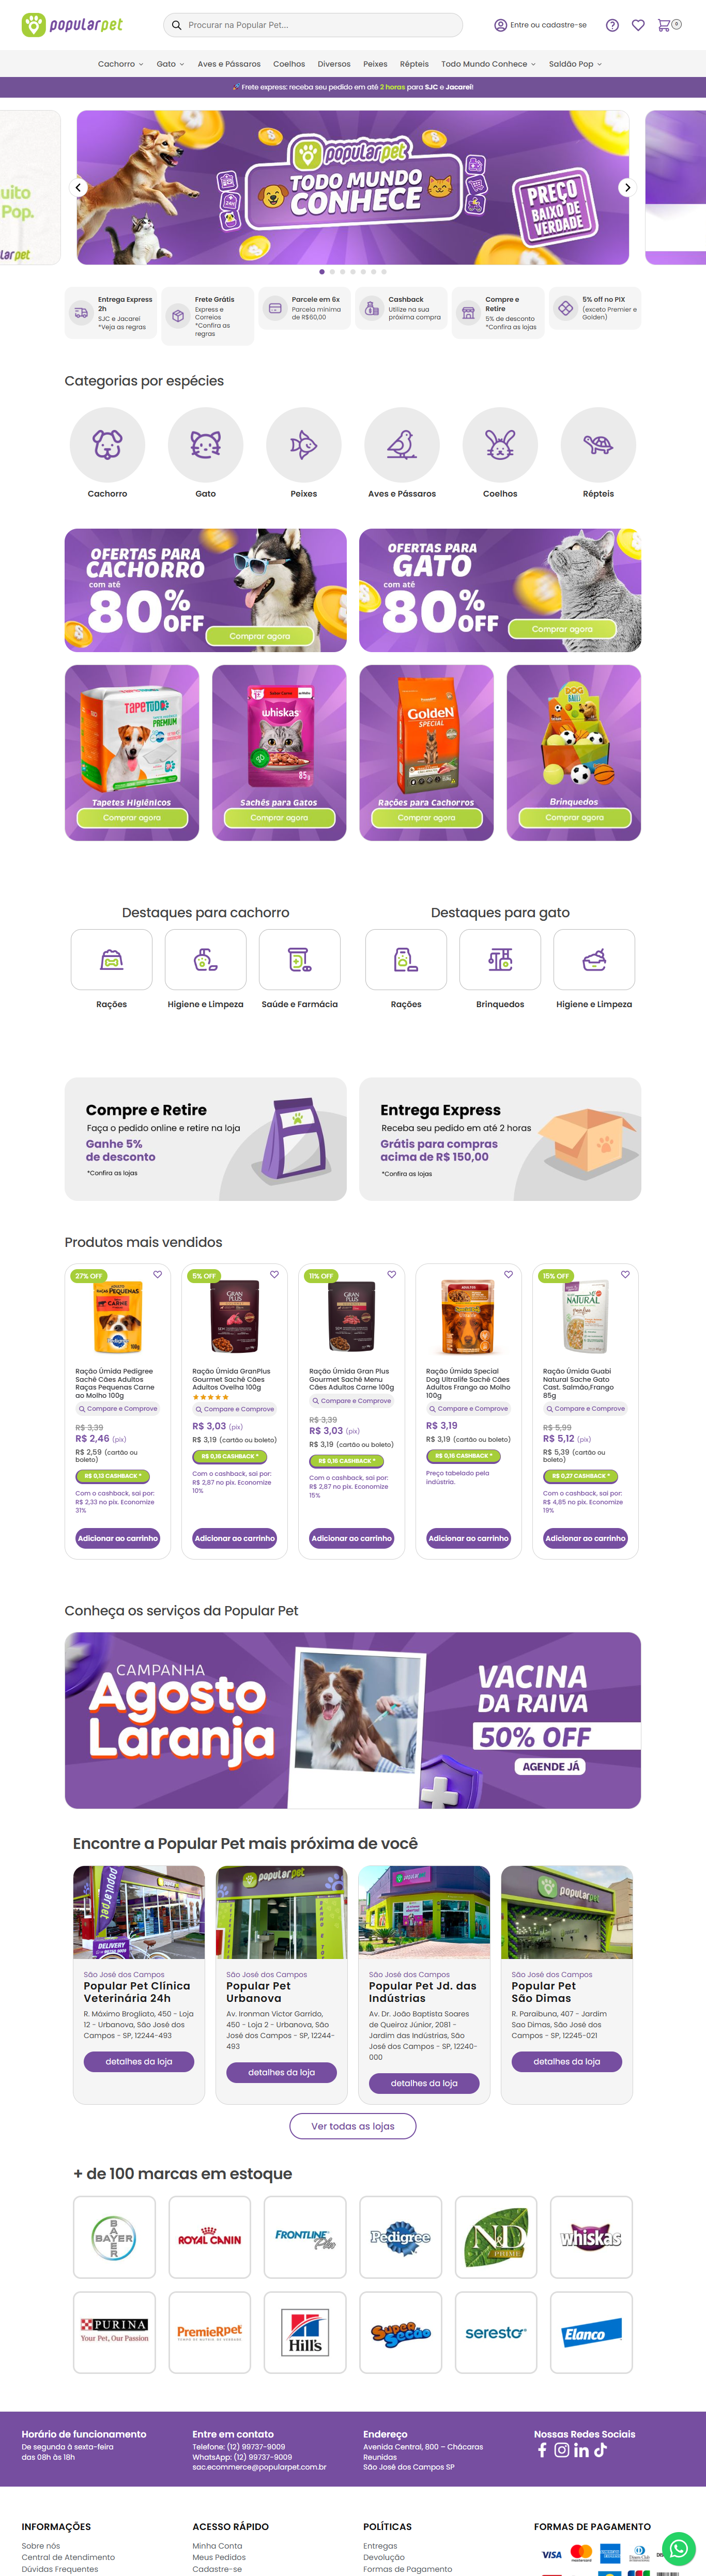 popularpet
Procurar na Popular Pet...
Entre ou cadastre-se
0
Cachorro
Gato
Aves e Pássaros
Coelhos
Diversos
Peixes
Répteis
Todo Mundo Conhece
Saldão Pop
🚀 Frete express: receba seu pedido em até 2 horas para SJC e Jacareí!
uito
Pop.
larpet
popularpet
TODO MUNDO
CONHECE
24H
PREÇO
BAIXO DE
VERDADE
Entrega Express
2h
SJC e Jacareí
*Veja as regras
Frete Grátis
Express e
Correios
*Confira as
regras
Parcele em 6x
Parcela mínima
de R$60,00
Cashback
Utilize na sua
próxima compra
Compre e
Retire
5% de desconto
*Confira as lojas
5% off no PIX
(exceto Premier e
Golden)
Categorias por espécies
Cachorro
Gato
Peixes
Aves e Pássaros
Coelhos
Répteis
OFERTAS PARA
CACHORRO
com até
80% OFF
Comprar agora
OFERTAS PARA
GATO
com até
80% OFF
Comprar agora
TAPETUDO
PREMIUM
Tapetes Higiênicos
Comprar agora
whiskas
85g
Sachês para Gatos
Comprar agora
GoldeN
SPECIAL
Rações para Cachorros
Comprar agora
DOG
BALL
Brinquedos
Comprar agora
Destaques para cachorro
Rações
Higiene e Limpeza
Saúde e Farmácia
Destaques para gato
Rações
Brinquedos
Higiene e Limpeza
Compre e Retire
Faça o pedido online e retire na loja
Ganhe 5%
de desconto
*Confira as lojas
Entrega Express
Receba seu pedido em até 2 horas
Grátis para compras
acima de R$ 150,00
*Confira as lojas
Produtos mais vendidos
27% OFF
ADULTO
RAÇAS PEQUENAS
CARNE
Pedigree
100g
Ração Úmida Pedigree
Sachê Cães Adultos
Raças Pequenas Carne
ao Molho 100g
Compare e Comprove
R$ 3,39
R$ 2,46 (pix)
R$ 2,59 (cartão ou
boleto)
R$ 0,13 CASHBACK *
Com o cashback, sai por:
R$ 2,33 no pix. Economize
31%
Adicionar ao carrinho
5% OFF
GRAN
PLUS
Ração Úmida GranPlus
Gourmet Sachê Cães
Adultos Ovelha 100g
★★★★★
Compare e Comprove
R$ 3,03 (pix)
R$ 3,19 (cartão ou boleto)
R$ 0,16 CASHBACK *
Com o cashback, sai por:
R$ 2,87 no pix. Economize
10%
Adicionar ao carrinho
11% OFF
GRAN
PLUS
Ração Úmida Gran Plus
Gourmet Sachê Menu
Cães Adultos Carne 100g
Compare e Comprove
R$ 3,39
R$ 3,03 (pix)
R$ 3,19 (cartão ou boleto)
R$ 0,16 CASHBACK *
Com o cashback, sai por:
R$ 2,87 no pix. Economize
15%
Adicionar ao carrinho
ADULTOS
Ração Úmida Special
Dog Ultralife Sachê Cães
Adultos Frango ao Molho
100g
Compare e Comprove
R$ 3,19
R$ 3,19 (cartão ou boleto)
R$ 0,16 CASHBACK *
Preço tabelado pela
indústria.
Adicionar ao carrinho
15% OFF
NATURAL
Ração Úmida Guabi
Natural Sache Gato
Cast. Salmão,Frango
85g
Compare e Comprove
R$ 5,99
R$ 5,12 (pix)
R$ 5,39 (cartão ou
boleto)
R$ 0,27 CASHBACK *
Com o cashback, sai por:
R$ 4,85 no pix. Economize
19%
Adicionar ao carrinho
Conheça os serviços da Popular Pet
CAMPANHA
Agosto
Laranja
VACINA
DA RAIVA
50% OFF
AGENDE JÁ
Encontre a Popular Pet mais próxima de você
popularpet
DELIVERY
São José dos Campos
Popular Pet Clínica
Veterinária 24h
R. Máximo Brogliato, 450 - Loja
12 - Urbanova, São José dos
Campos - SP, 12244-493
detalhes da loja
popularpet
São José dos Campos
Popular Pet
Urbanova
Av. Ironman Victor Garrido,
450 - Loja 2 - Urbanova, São
José dos Campos - SP, 12244-
493
detalhes da loja
São José dos Campos
Popular Pet Jd. das
Indústrias
Av. Dr. João Baptista Soares
de Queiroz Júnior, 2081 -
Jardim das Indústrias, São
José dos Campos - SP, 12240-
000
detalhes da loja
popularpet
São José dos Campos
Popular Pet
São Dimas
R. Paraibuna, 407 - Jardim
Sao Dimas, São José dos
Campos - SP, 12245-021
detalhes da loja
Ver todas as lojas
+ de 100 marcas em estoque
BAYER
ROYAL CANIN
FRONTLINE Plus
Pedigree
N&D
PRIME
whiskas
PURINA
Your Pet, Our Passion
PremieRpet
Hill's
Super
Secão
seresto
Elanco
Horário de funcionamento
De segunda à sexta-feira
das 08h às 18h
Entre em contato
Telefone: (12) 99737-9009
WhatsApp: (12) 99737-9009
sac.ecommerce@popularpet.com.br
Endereço
Avenida Central, 800 – Chácaras
Reunidas
São José dos Campos SP
Nossas Redes Sociais
INFORMAÇÕES
Sobre nós
Central de Atendimento
Dúvidas Frequentes
ACESSO RÁPIDO
Minha Conta
Meus Pedidos
Cadastre-se
POLÍTICAS
Entregas
Devolução
Formas de Pagamento
FORMAS DE PAGAMENTO
VISA